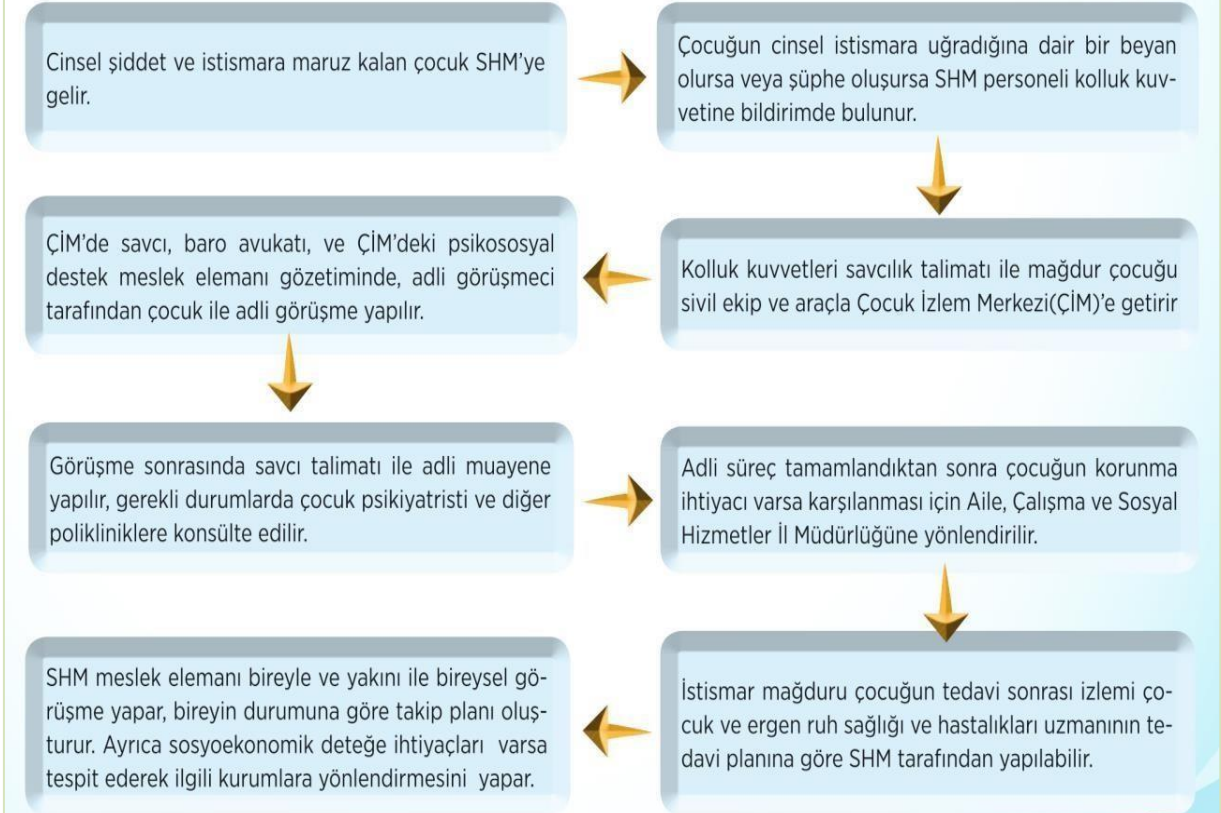 Cinsel şiddet ve istismara maruz kalan çocuk SHM’ye
gelir.
Çocuğun cinsel istismara uğradığına dair bir beyan
olursa veya şüphe oluşursa SHM personeli kolluk kuv-
vetine bildirimde bulunur.
Kolluk kuvvetleri savcılık talimatı ile mağdur çocuğu
sivil ekip ve araçla Çocuk İzlem Merkezi(ÇİM)’e getirir
ÇİM’de savcı, baro avukatı, ve ÇİM’deki psikososyal
destek meslek elemanı gözetiminde, adli görüşmeci
tarafından çocuk ile adli görüşme yapılır.
Görüşme sonrasında savcı talimatı ile adli muayene
yapılır, gerekli durumlarda çocuk psikiyatristi ve diğer
polikliniklere konsülte edilir.
Adli süreç tamamlandıktan sonra çocuğun korunma
ihtiyacı varsa karşılanması için Aile, Çalışma ve Sosyal
Hizmetler İl Müdürlüğüne yönlendirilir.
İstismar mağduru çocuğun tedavi sonrası izlemi ço-
cuk ve ergen ruh sağlığı ve hastalıkları uzmanının te-
davi planına göre SHM tarafından yapılabilir.
SHM meslek elemanı bireyle ve yakını ile bireysel gö-
rüşme yapar, bireyin durumuna göre takip planı oluş-
turur. Ayrıca sosyoekonomik deteğe ihtiyaçları varsa
tespit ederek ilgili kurumlara yönlendirmesini yapar.